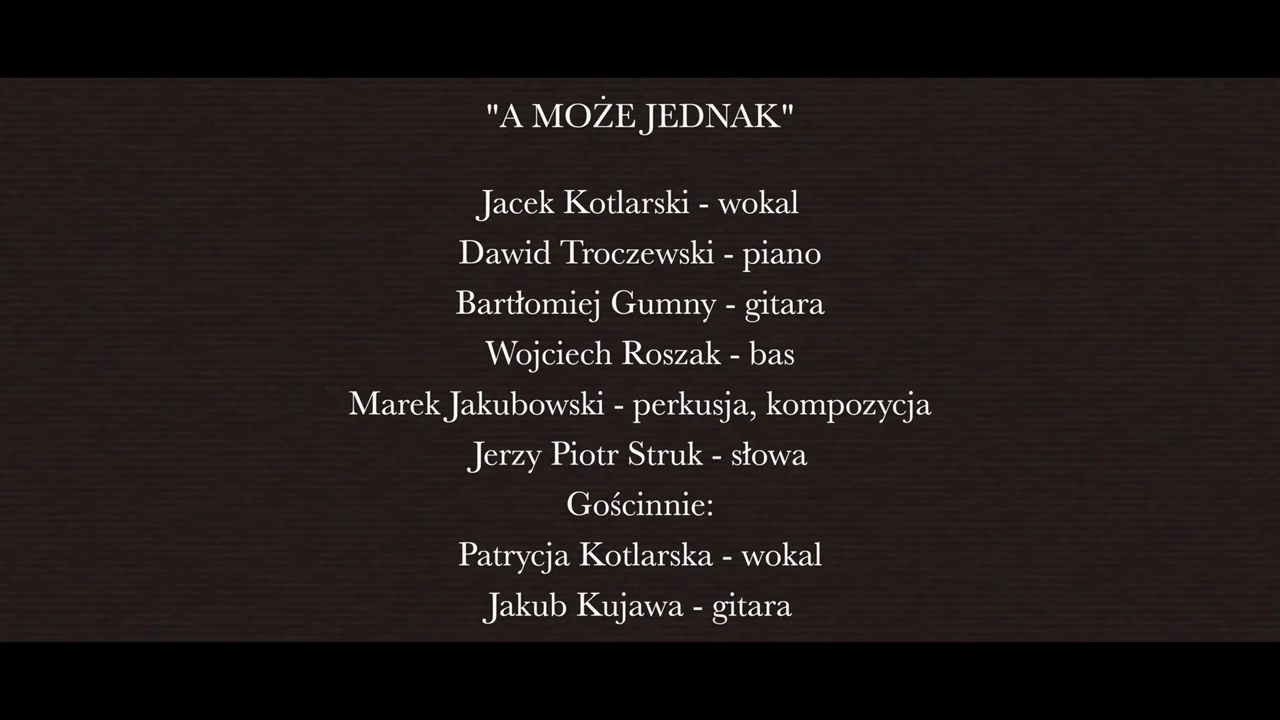 "A MOŻE JEDNAK"
Jacek Kotlarski - wokal
Dawid Troczewski - piano
Bartłomiej Gumny - gitara
Wojciech Roszak - bas
Marek Jakubowski - perkusja, kompozycja
Jerzy Piotr Struk - słowa
Gościnnie:
Patrycja Kotlarska - wokal
Jakub Kujawa - gitara